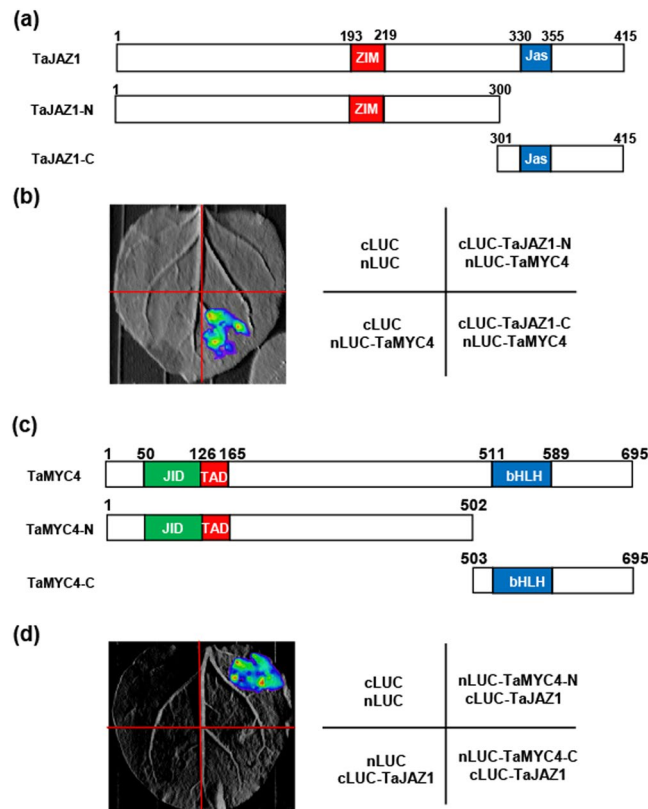 (a)
1 193 219 330 355 415
TaJAZ1 ZIM Jas
1 300
TaJAZ1-N ZIM
301 415
TaJAZ1-C Jas
(b)
cLUC
nLUC
cLUC-TaJAZ1-N
nLUC-TaMYC4
cLUC
nLUC-TaMYC4
cLUC-TaJAZ1-C
nLUC-TaMYC4
(c)
1 50 126 165 511 589 695
TaMYC4 JID TAD bHLH
1 502
TaMYC4-N JID TAD
503 695
TaMYC4-C bHLH
(d)
cLUC
nLUC
nLUC-TaMYC4-N
cLUC-TaJAZ1
nLUC
cLUC-TaJAZ1
nLUC-TaMYC4-C
cLUC-TaJAZ1